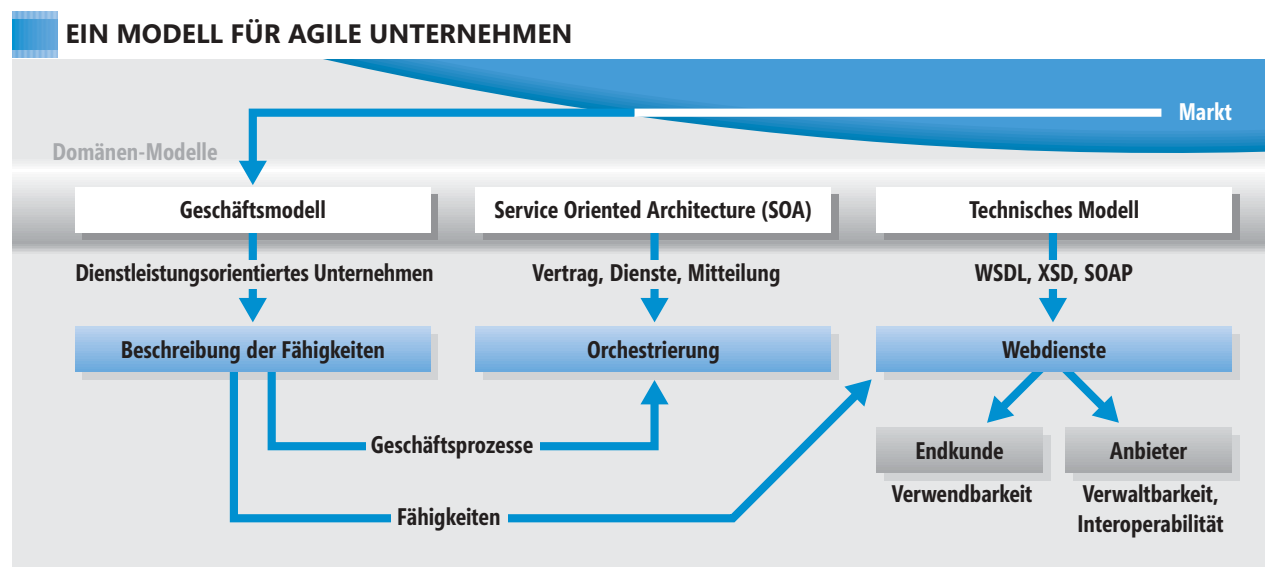 EIN MODELL FÜR AGILE UNTERNEHMEN
Markt
Domänen-Modelle
Geschäftsmodell
Service Oriented Architecture (SOA)
Technisches Modell
Dienstleistungsorientiertes Unternehmen
Vertrag, Dienste, Mitteilung
WSDL, XSD, SOAP
Beschreibung der Fähigkeiten
Orchestrierung
Webdienste
Geschäftsprozesse
Endkunde
Anbieter
Verwendbarkeit
Verwaltbarkeit,
Interoperabilität
Fähigkeiten